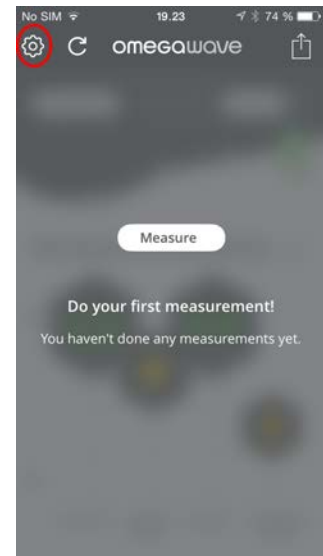 No SIM 19.23 74 %
omegawave
Measure
Do your first measurement!
You haven't done any measurements yet.